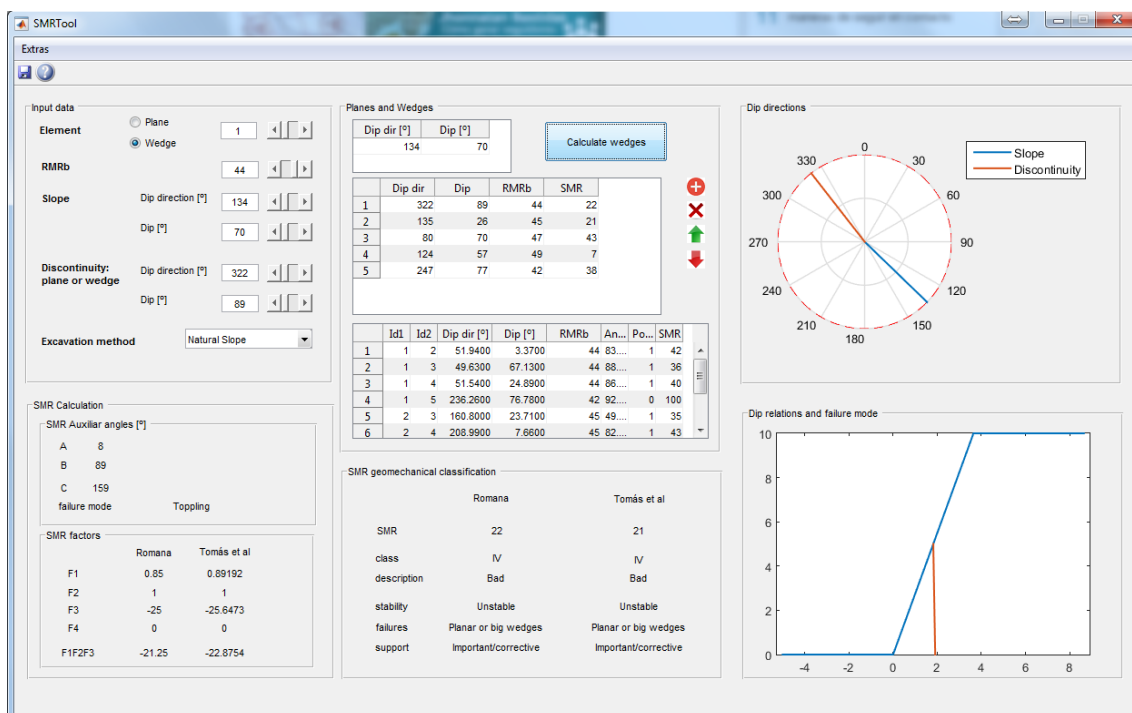 SMRTool
Extras
Input data
Element
Plane
Wedge
1
RMRb
44
Slope
Dip direction [º]
134
Dip [º]
70
Discontinuity:
plane or wedge
Dip direction [º]
322
Dip [º]
89
Excavation method
Natural Slope
SMR Calculation
SMR Auxiliar angles [º]
A 8
B 89
C 159
failure mode Toppling
SMR factors
Romana Tomás et al
F1 0.85 0.89192
F2 1 1
F3 -25 -25.6473
F4 0 0
F1F2F3 -21.25 -22.8754
Planes and Wedges
Dip dir [º] Dip [º]
134 70
Calculate wedges
Dip dir Dip RMRb SMR
1 322 89 44 22
2 135 26 45 21
3 80 70 47 43
4 124 57 49 7
5 247 77 42 38
Id1 Id2 Dip dir [º] Dip [º] RMRb An... Po... SMR
1 1 2 51.9400 3.3700 44 83.... 1 42
2 1 3 49.6300 67.1300 44 88.... 1 36
3 1 4 51.5400 24.8900 44 86.... 1 40
4 1 5 236.2600 76.7800 42 92.... 0 100
5 2 3 160.8000 23.7100 45 49.... 1 35
6 2 4 208.9900 7.6600 45 82.... 1 43
SMR geomechanical classification
Romana Tomás et al
SMR 22 21
class IV IV
description Bad Bad
stability Unstable Unstable
failures Planar or big wedges Planar or big wedges
support Important/corrective Important/corrective
Dip directions
0
30
60
90
120
150
180
210
240
270
300
330
Slope
Discontinuity
Dip relations and failure mode
10
8
6
4
2
0
-4 -2 0 2 4 6 8